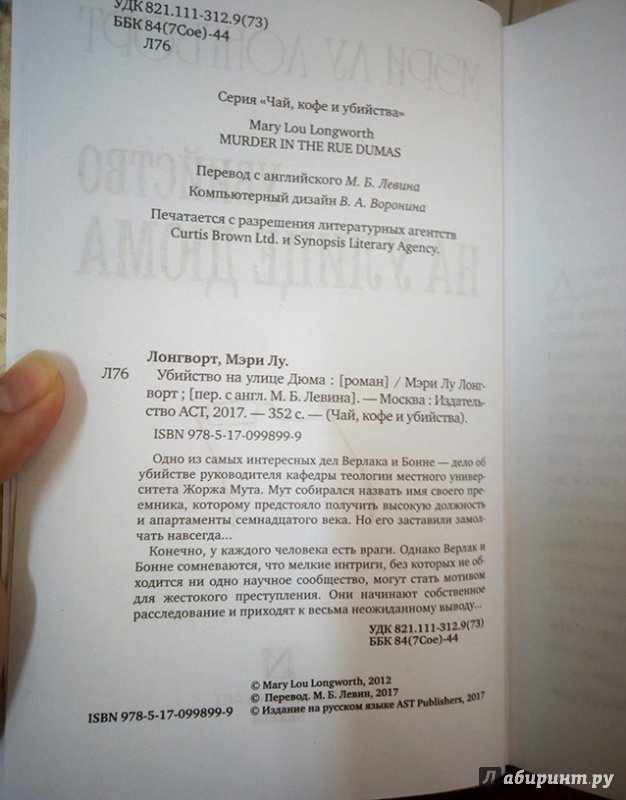 УДК 821.111-312.9(73)
ББК 84(7Сое)-44
Л76
Серия «Чай, кофе и убийства»
Mary Lou Longworth
MURDER IN THE RUE DUMAS
Перевод с английского М. Б. Левина
Компьютерный дизайн В. А. Воронина
Печатается с разрешения литературных агентств
Curtis Brown Ltd. и Synopsis Literary Agency.
Лонгворт, Мэри Лу.
Л76 Убийство на улице Дюма : [роман] / Мэри Лу Лонг-
ворт ; [пер. с англ. М. Б. Левина]. — Москва : Издатель-
ство АСТ, 2017. — 352 с. — (Чай, кофе и убийства).
ISBN 978-5-17-099899-9
Одно из самых интересных дел Верлака и Бонне — дело об
убийстве руководителя кафедры теологии местного универ-
ситета Жоржа Мута. Мут собирался назвать имя своего пре-
емника, которому предстояло получить высокую должность
и апартаменты семнадцатого века. Но его заставили замол-
чать навсегда...
Конечно, у каждого человека есть враги. Однако Верлак и
Бонне сомневаются, что мелкие интриги, без которых не об-
ходится ни одно научное сообщество, могут стать мотивом
для жестокого преступления. Они начинают собственное
расследование и приходят к весьма неожиданному выводу...
УДК 821.111-312.9(73)
ББК 84(7Сое)-44
© Mary Lou Longworth, 2012
© Перевод. М. Б. Левин, 2017
ISBN 978-5-17-099899-9 © Издание на русском языке AST Publishers, 2017
МЭРИ ЛУ ЛОНГВОРТ
УБИЙСТВО
НА УЛИЦЕ ДЮМА
Лабиринт.ру